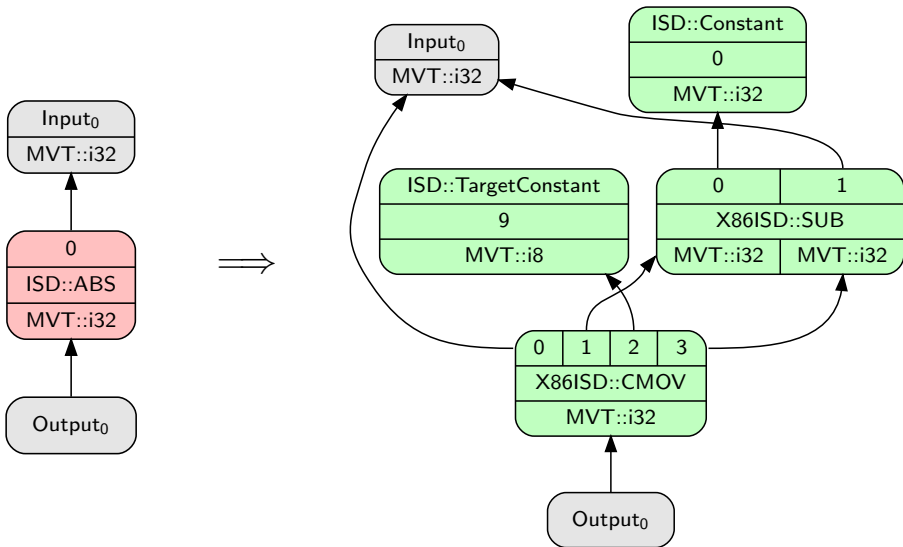 Input₀
MVT::i32
0
ISD::ABS
MVT::i32
Output₀
⟹
Input₀
MVT::i32
ISD::Constant
0
MVT::i32
ISD::TargetConstant
9
MVT::i8
0 1
X86ISD::SUB
MVT::i32 MVT::i32
0 1 2 3
X86ISD::CMOV
MVT::i32
Output₀